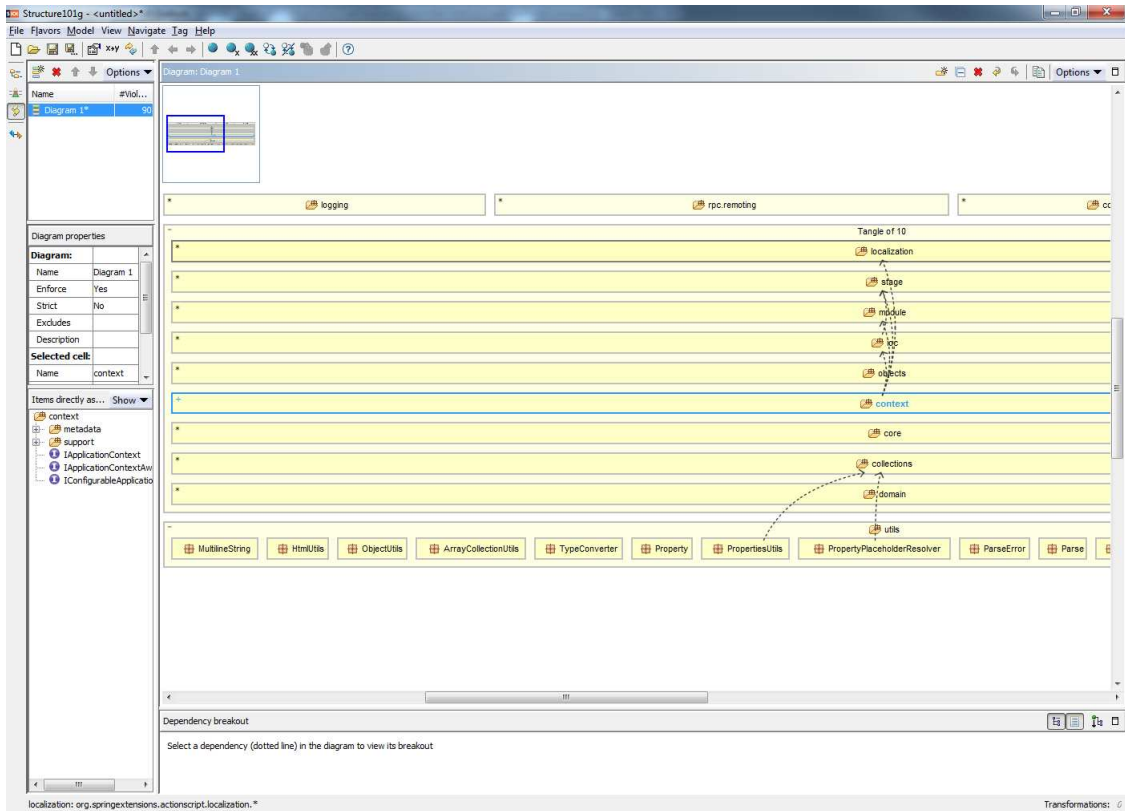 Structure101g - <untitled>*
File Flavors Model View Navigate Tag Help
x+y
Options
Name #Viol...
Diagram 1* 90
Diagram properties
Diagram:
Name Diagram 1
Enforce Yes
Strict No
Excludes
Description
Selected cell:
Name context
Items directly as... Show
context
metadata
support
IApplicationContext
IApplicationContextAw
IConfigurableApplicatio
Diagram: Diagram 1
Options
* logging
* rpc.remoting
* co
Tangle of 10
* localization
* stage
* module
* ioc
* objects
+ context
* core
* collections
* domain
- utils
MultilineString HtmlUtils ObjectUtils ArrayCollectionUtils TypeConverter Property PropertiesUtils PropertyPlaceholderResolver ParseError Parse
Dependency breakout
Select a dependency (dotted line) in the diagram to view its breakout
localization: org.springextensions.actionscript.localization.*
Transformations: